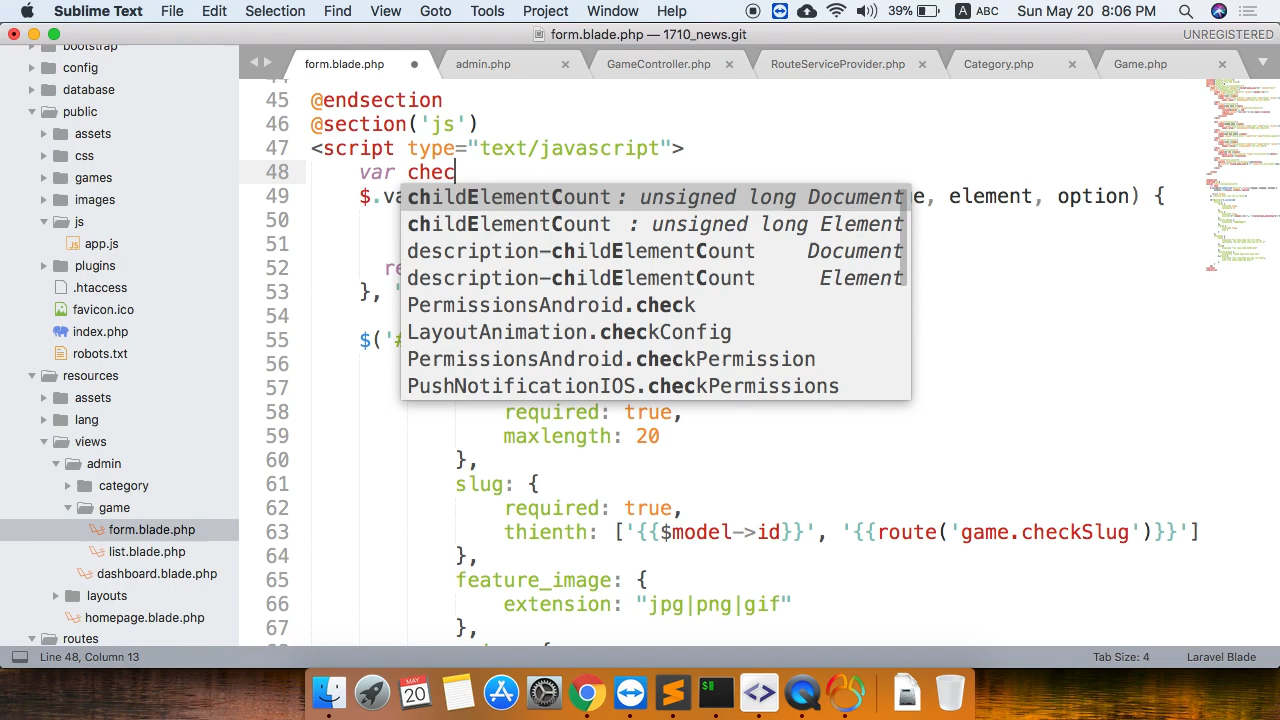 Sublime Text File Edit Selection Find View Goto Tools Project Window Help 39% A ABC Sun May 20 8:06 PM
form.blade.php — 1710_news.git UNREGISTERED
form.blade.php admin.php GameController.php RouteServiceProvider.php Category.php Game.php
bootstrap
config
database
public
assets
css
games
images
js
app.js
plugins
.htaccess
favicon.ico
index.php
robots.txt
resources
assets
lang
views
admin
category
game
form.blade.php
list.blade.php
dashboard.blade.php
layouts
homepage.blade.php
routes
45 @endsection
46 @section('js')
47 <script type="text/javascript">
48 var chec
49 $.va e, element, option) {
50
51
52 re
53 }, '
54
55 $('#
56
57
58 required: true,
59 maxlength: 20
60 },
61 slug: {
62 required: true,
63 thienth: ['{{$model->id}}', '{{route('game.checkSlug')}}']
64 },
65 feature_image: {
66 extension: "jpg|png|gif"
67 },
childElementCount: unsigned long Document
childElementCount : unsigned long Element
description-childElementCount Document
description-childElementCount Element
PermissionsAndroid.check
LayoutAnimation.checkConfig
PermissionsAndroid.checkPermission
PushNotificationIOS.checkPermissions
Line 48, Column 13 Tab Size: 4 Laravel Blade
MAY
20